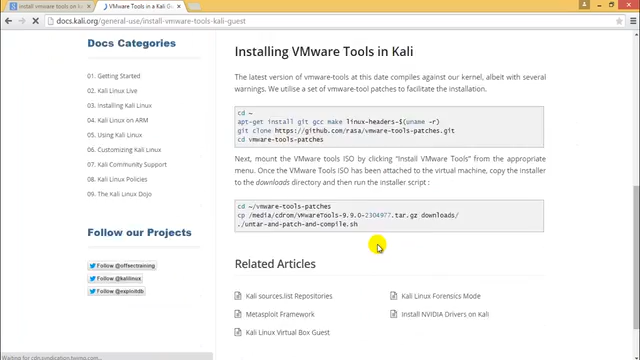 install vmware tools on k
VMware Tools in a Kali G
docs.kali.org/general-use/install-vmware-tools-kali-guest
Docs Categories
01. Getting Started
02. Kali Linux Live
03. Installing Kali Linux
04. Kali Linux on ARM
05. Using Kali Linux
06. Customizing Kali Linux
07. Kali Community Support
08. Kali Linux Policies
09. The Kali Linux Dojo
Follow our Projects
Follow @offsectraining
Follow @kalilinux
Follow @exploitdb
Installing VMware Tools in Kali
The latest version of vmware-tools at this date compiles against our kernel, albeit with several
warnings. We utilise a set of vmware-tool patches to facilitate the installation.
cd ~
apt-get install git gcc make linux-headers-$(uname -r)
git clone https://github.com/rasa/vmware-tools-patches.git
cd vmware-tools-patches
Next, mount the VMware tools ISO by clicking “Install VMware Tools” from the appropriate
menu. Once the VMware Tools ISO has been attached to the virtual machine, copy the installer
to the downloads directory and then run the installer script :
cd ~/vmware-tools-patches
cp /media/cdrom/VMwareTools-9.9.0-2304977.tar.gz downloads/
./untar-and-patch-and-compile.sh
Related Articles
Kali sources.list Repositories
Kali Linux Forensics Mode
Metasploit Framework
Install NVIDIA Drivers on Kali
Kali Linux Virtual Box Guest
Waiting for cdn.syndication.twimg.com...